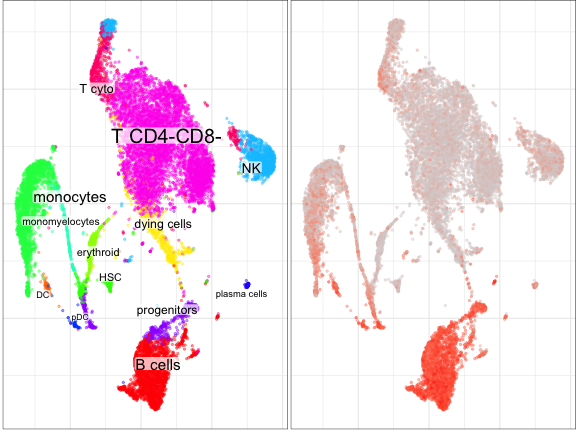 T cyto
T CD4-CD8-
NK
monocytes
monomyelocytes
dying cells
erythroid
HSC
DC
plasma cells
progenitors
pDC
B cells